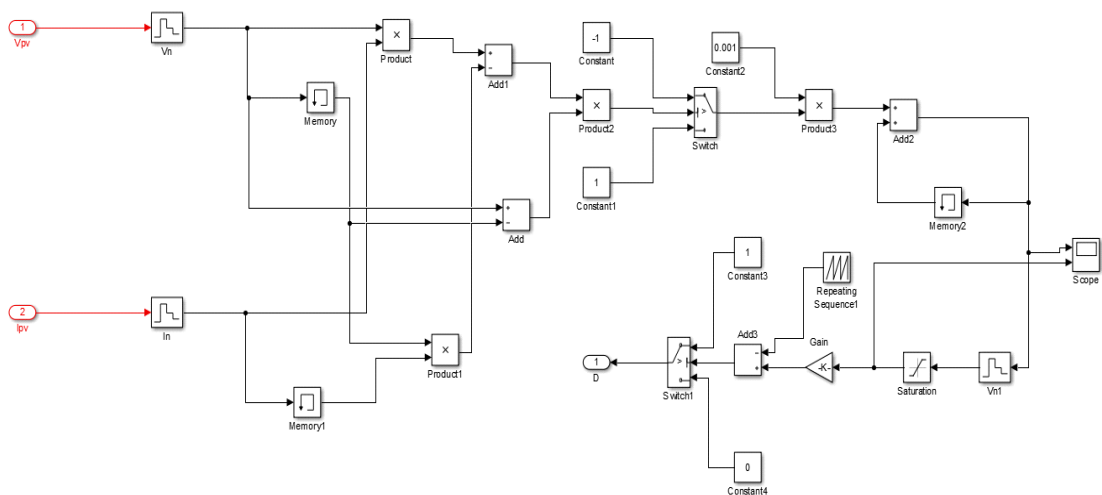 1
Vpv
Vn
×
Product
+
−
Add1
-1
Constant
0.001
Constant2
Memory
×
Product2
>
Switch
×
Product3
+
+
Add2
1
Constant1
+
−
Add
Memory2
Scope
2
Ipv
In
×
Product1
Memory1
1
Constant3
Repeating
Sequence1
Add3
−
+
Gain
-K-
Saturation
Vn1
1
D
>
Switch1
0
Constant4